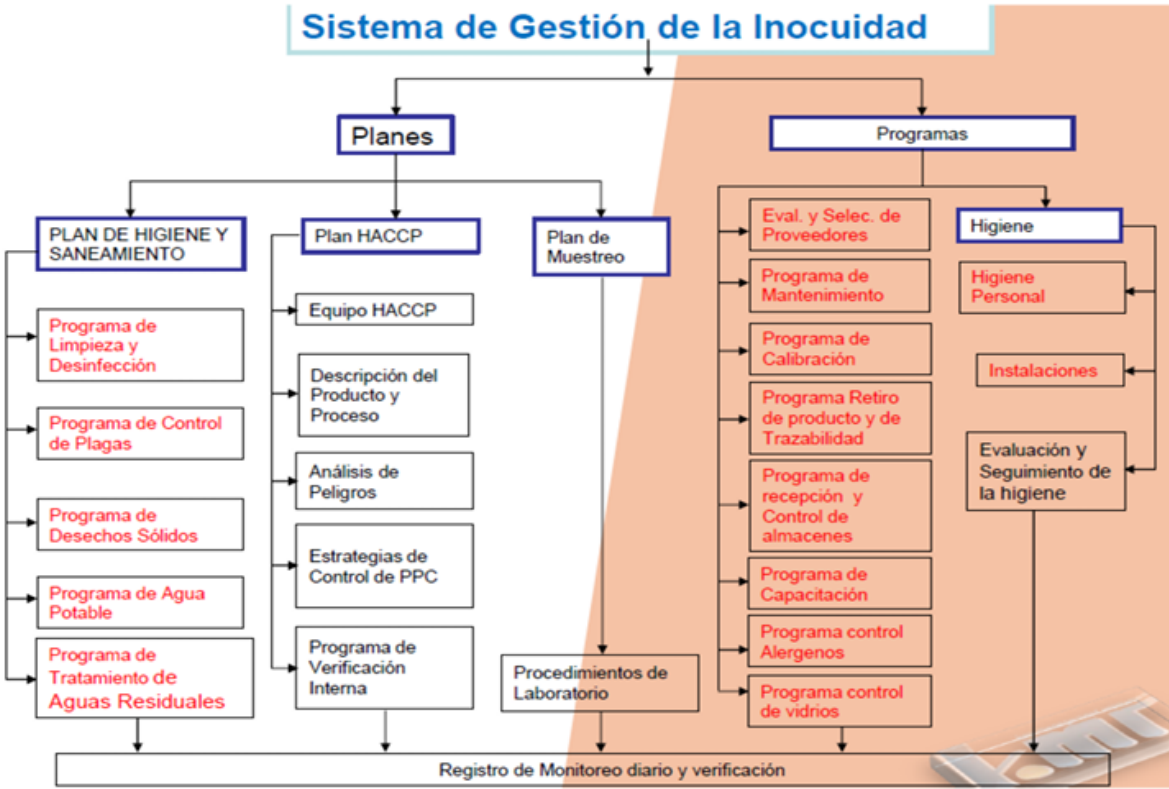 Sistema de Gestión de la Inocuidad
Planes
Programas
PLAN DE HIGIENE Y
SANEAMIENTO
Programa de
Limpieza y
Desinfección
Programa de Control
de Plagas
Programa de
Desechos Sólidos
Programa de Agua
Potable
Programa de
Tratamiento de
Aguas Residuales
Plan HACCP
Equipo HACCP
Descripción del
Producto y
Proceso
Análisis de
Peligros
Estrategias de
Control de PPC
Programa de
Verificación
Interna
Plan de
Muestreo
Procedimientos de
Laboratorio
Eval. y Selec. de
Proveedores
Programa de
Mantenimiento
Programa de
Calibración
Programa Retiro
de producto y de
Trazabilidad
Programa de
recepción y
Control de
almacenes
Programa de
Capacitación
Programa control
Alergenos
Programa control
de vidrios
Higiene
Higiene
Personal
Instalaciones
Evaluación y
Seguimiento de
la higiene
Registro de Monitoreo diario y verificación